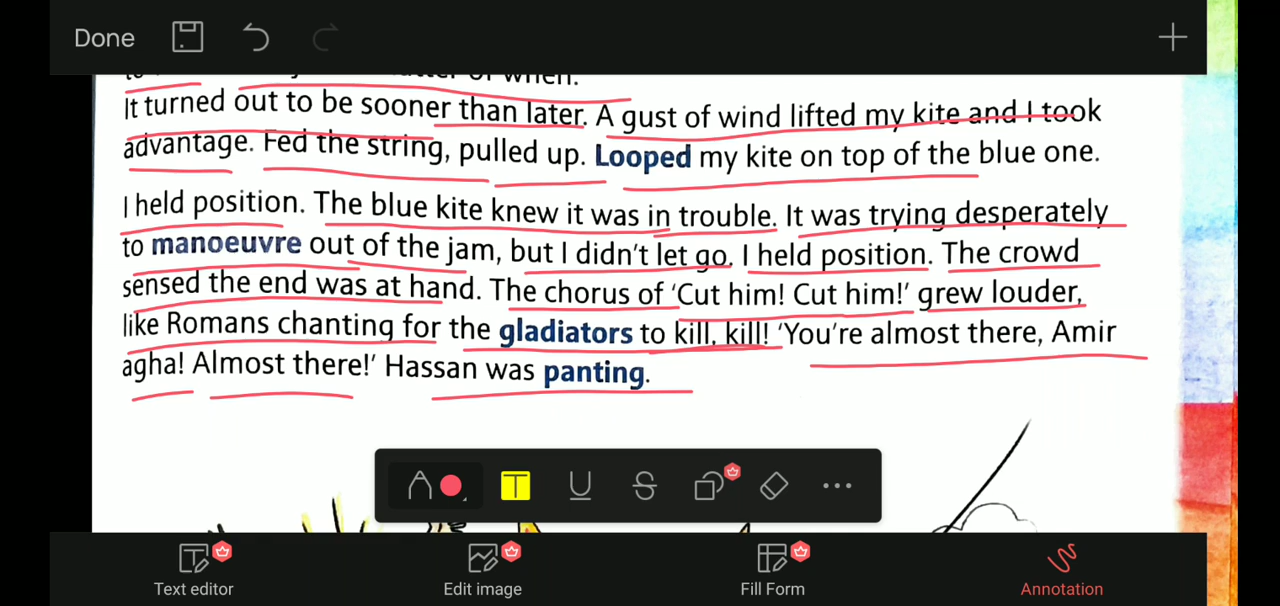 Done
when.
It turned out to be sooner than later. A gust of wind lifted my kite and I took
advantage. Fed the string, pulled up. Looped my kite on top of the blue one.
I held position. The blue kite knew it was in trouble. It was trying desperately
to manoeuvre out of the jam, but I didn't let go. I held position. The crowd
sensed the end was at hand. The chorus of 'Cut him! Cut him!' grew louder,
like Romans chanting for the gladiators to kill, kill! 'You're almost there, Amir
agha! Almost there!' Hassan was panting.
Text editor
Edit image
Fill Form
Annotation